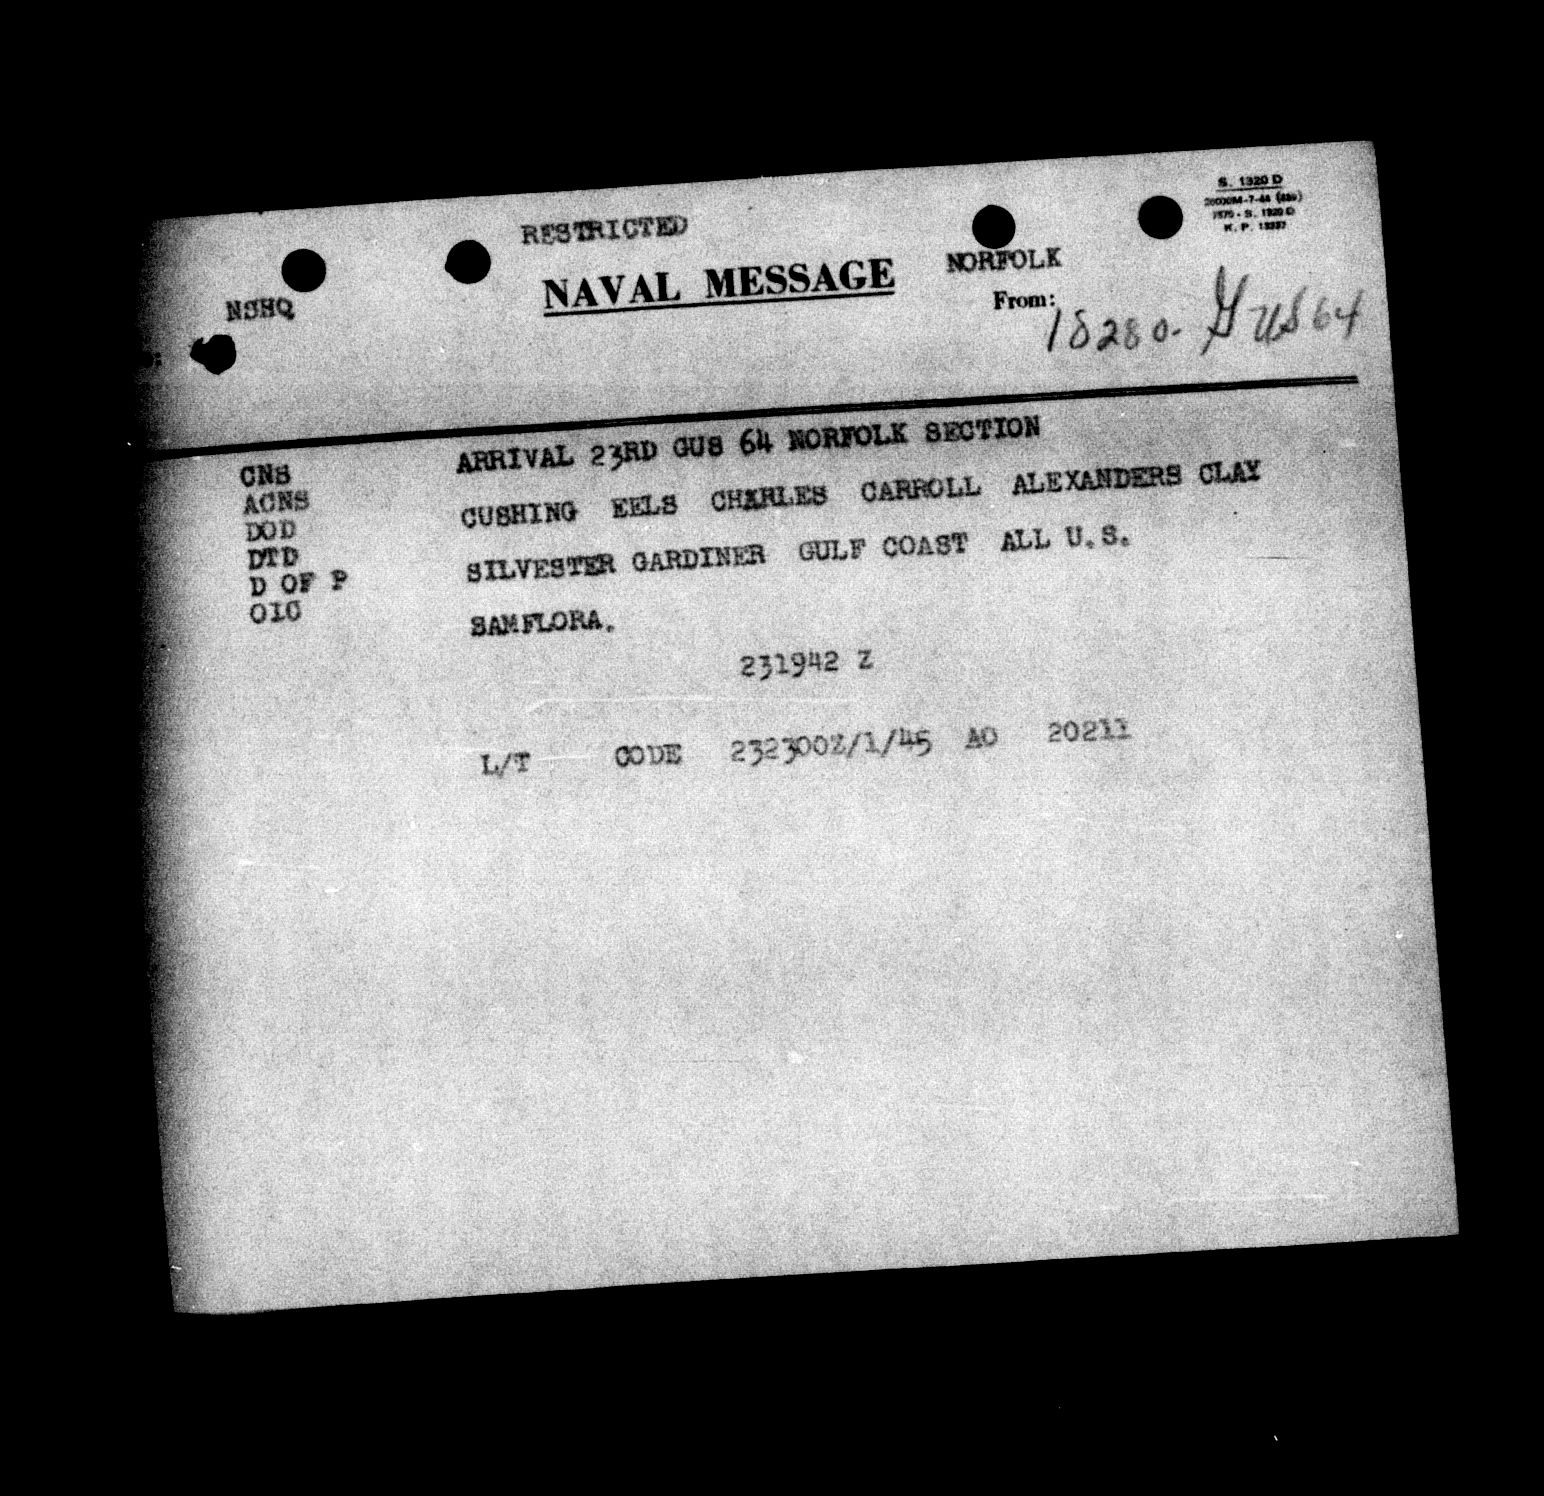 S. 1320 D
RESTRICTED
NAVAL MESSAGE
NORFOLK
NSHQ
From:
18280- GUS 64
CNS
ACNS
DOD
DTD
D OF P
OIC
ARRIVAL 23RD GUS 64 NORFOLK SECTION
CUSHING EELS CHARLES CARROLL ALEXANDERS CLAY
SILVESTER GARDINER GULF COAST ALL U.S.
SAMFLORA.
231942 Z
L/T CODE 232300Z/1/45 AO 20211